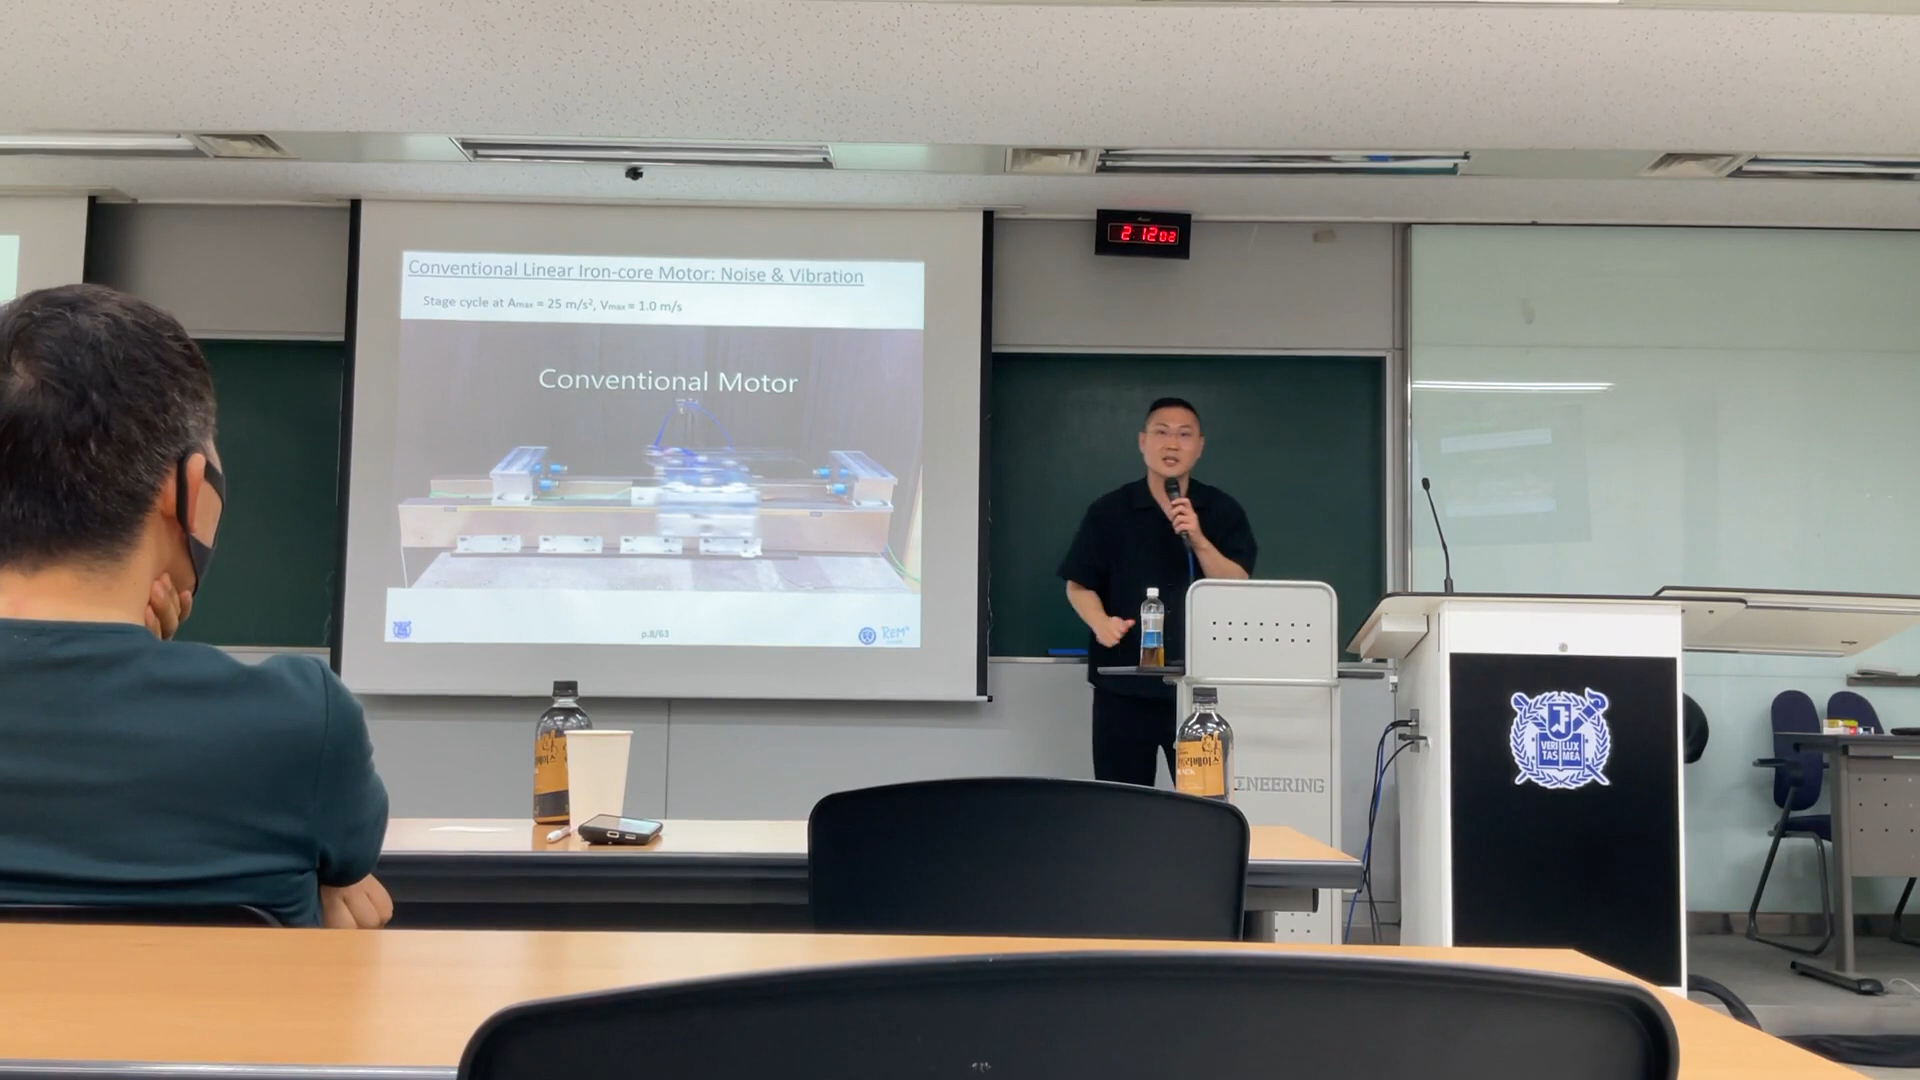 2:12 02
Conventional Linear Iron-core Motor: Noise & Vibration
Stage cycle at Amax = 25 m/s², Vmax = 1.0 m/s
Conventional Motor
p.8/63
VERI LUX
TAS MEA
NEERING